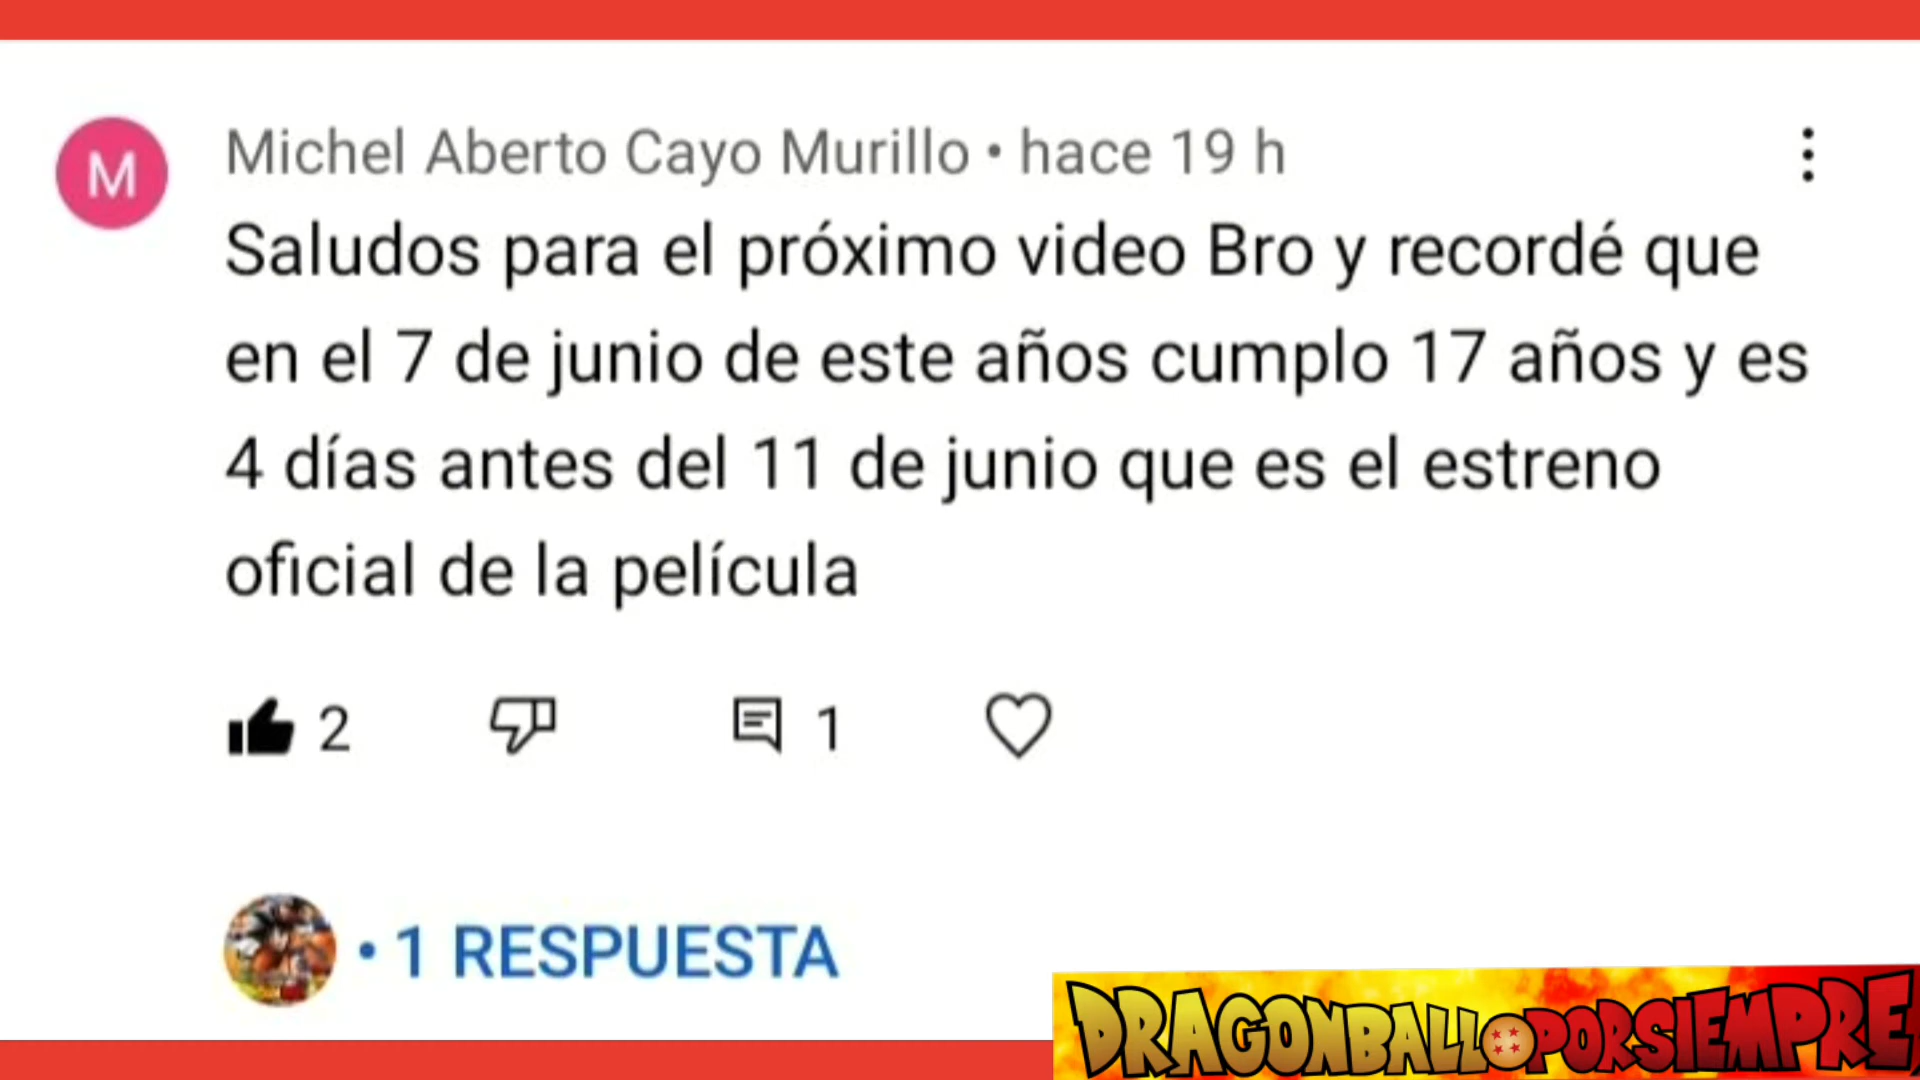 M
Michel Aberto Cayo Murillo • hace 19 h
Saludos para el próximo video Bro y recordé que
en el 7 de junio de este años cumplo 17 años y es
4 días antes del 11 de junio que es el estreno
oficial de la película
2
1
• 1 RESPUESTA
DRAGONBALL PORSIEMPRE